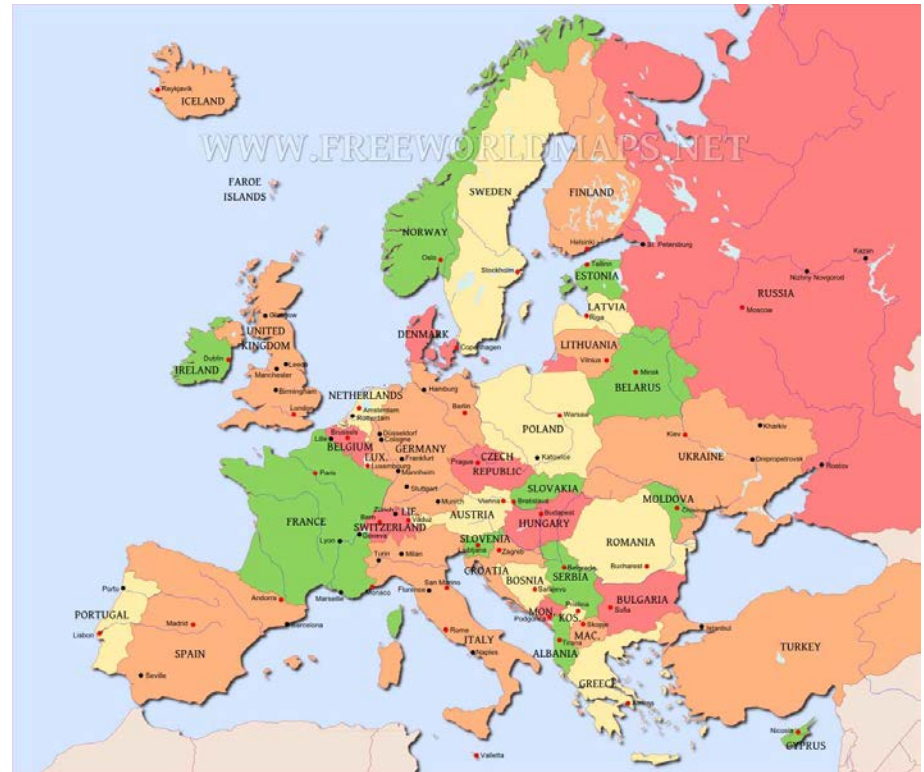 Reykjavik
ICELAND
WWW.FREEWORLDMAPS.NET
FAROE
ISLANDS
SWEDEN
FINLAND
NORWAY
Helsinki
St. Petersburg
Kazan
Oslo
Stockholm
Tallinn
ESTONIA
Nizhny Novgorod
RUSSIA
Moscow
LATVIA
Riga
Glasgow
UNITED
KINGDOM
DENMARK
Copenhagen
LITHUANIA
Vilnius
Dublin
IRELAND
Leeds
Manchester
Minsk
BELARUS
Birmingham
NETHERLANDS
Hamburg
London
Amsterdam
Rotterdam
Berlin
Warsaw
POLAND
Brussels
Lille
BELGIUM
Düsseldorf
Cologne
GERMANY
Kiev
Kharkiv
LUX.
Luxembourg
Frankfurt
Mannheim
Prague
CZECH
REPUBLIC
Katowice
UKRAINE
Dnipropetrovsk
Rostov
Paris
Stuttgart
SLOVAKIA
Munich
Vienna
Bratislava
MOLDOVA
FRANCE
Zürich
LIE.
Bern
Vaduz
SWITZERLAND
AUSTRIA
Budapest
HUNGARY
Lyon
Geneva
SLOVENIA
Ljubljana
Zagreb
ROMANIA
Turin
Milan
CROATIA
Belgrade
Bucharest
San Marino
BOSNIA
SERBIA
Porto
Andorra
Marseille
Monaco
Florence
Sarajevo
BULGARIA
PORTUGAL
MON.
Podgorica
Pristina
KOS.
Sofia
Lisbon
Madrid
Barcelona
Rome
ITALY
Skopje
MAC.
Istanbul
SPAIN
Naples
Tirana
ALBANIA
TURKEY
Seville
GREECE
Athens
Nicosia
CYPRUS
Valletta